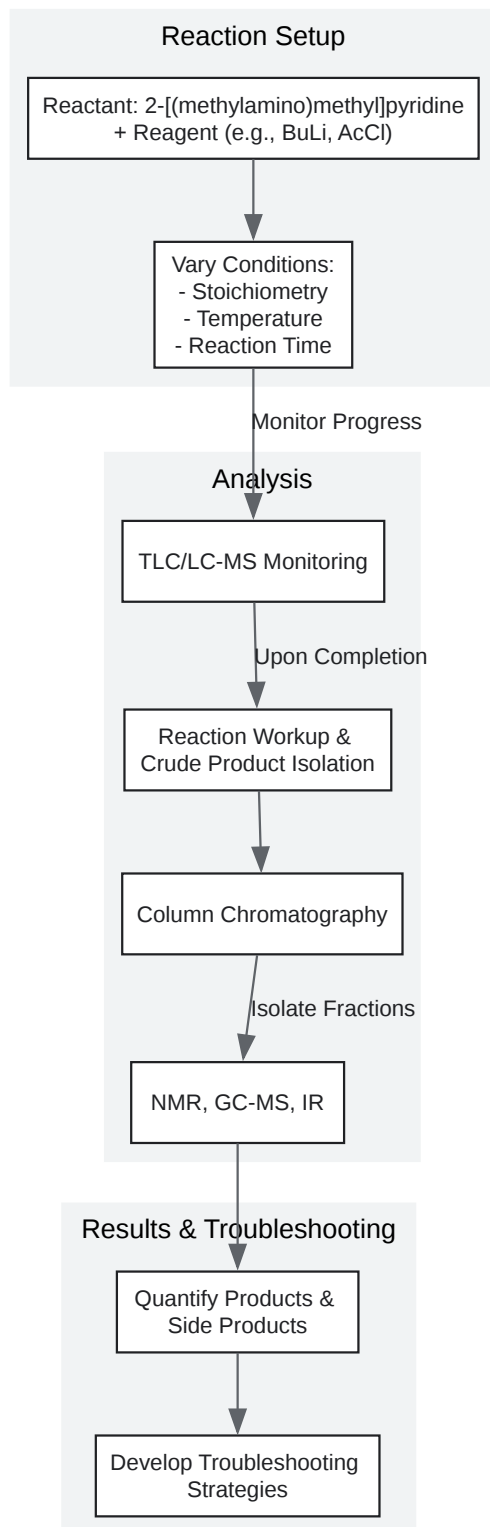 Reaction Setup
Reactant: 2-[(methylamino)methyl]pyridine
+ Reagent (e.g., BuLi, AcCl)
Vary Conditions:
- Stoichiometry
- Temperature
- Reaction Time
Monitor Progress
Analysis
TLC/LC-MS Monitoring
Upon Completion
Reaction Workup &
Crude Product Isolation
Column Chromatography
Isolate Fractions
NMR, GC-MS, IR
Results & Troubleshooting
Quantify Products &
Side Products
Develop Troubleshooting
Strategies